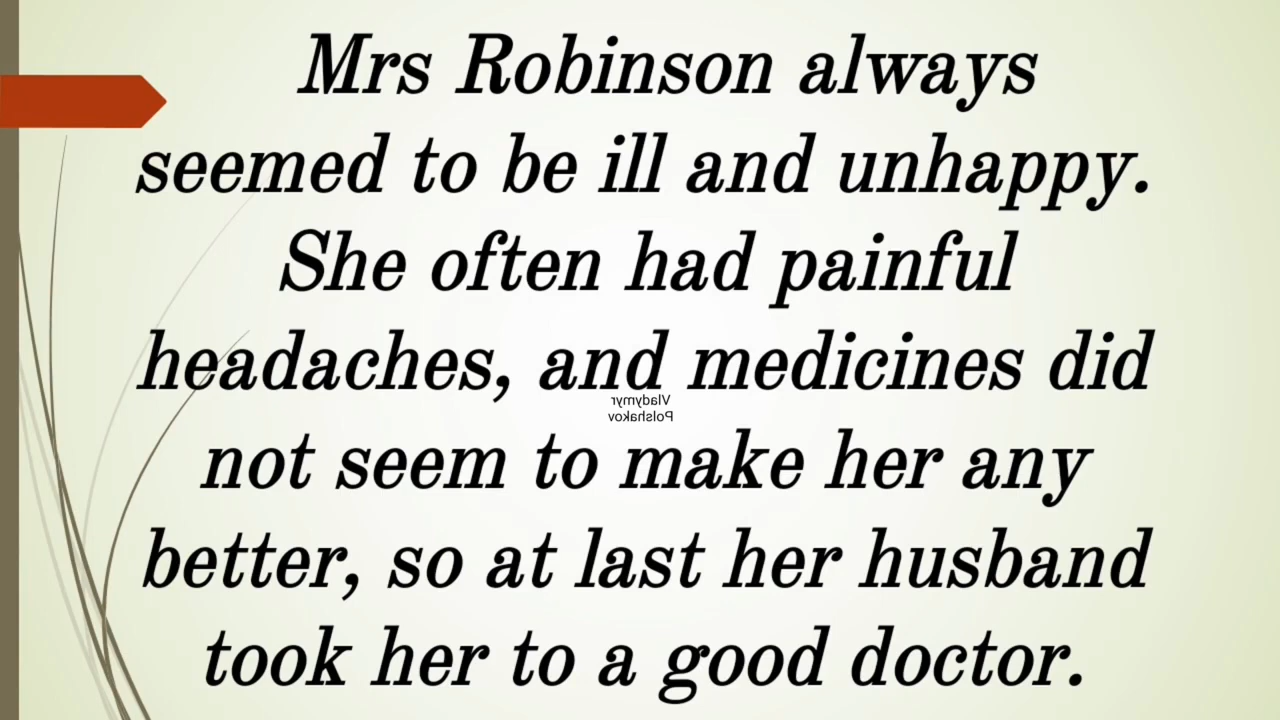 Mrs Robinson always
seemed to be ill and unhappy.
She often had painful
headaches, and medicines did
Vladymyr
Polshakov
not seem to make her any
better, so at last her husband
took her to a good doctor.